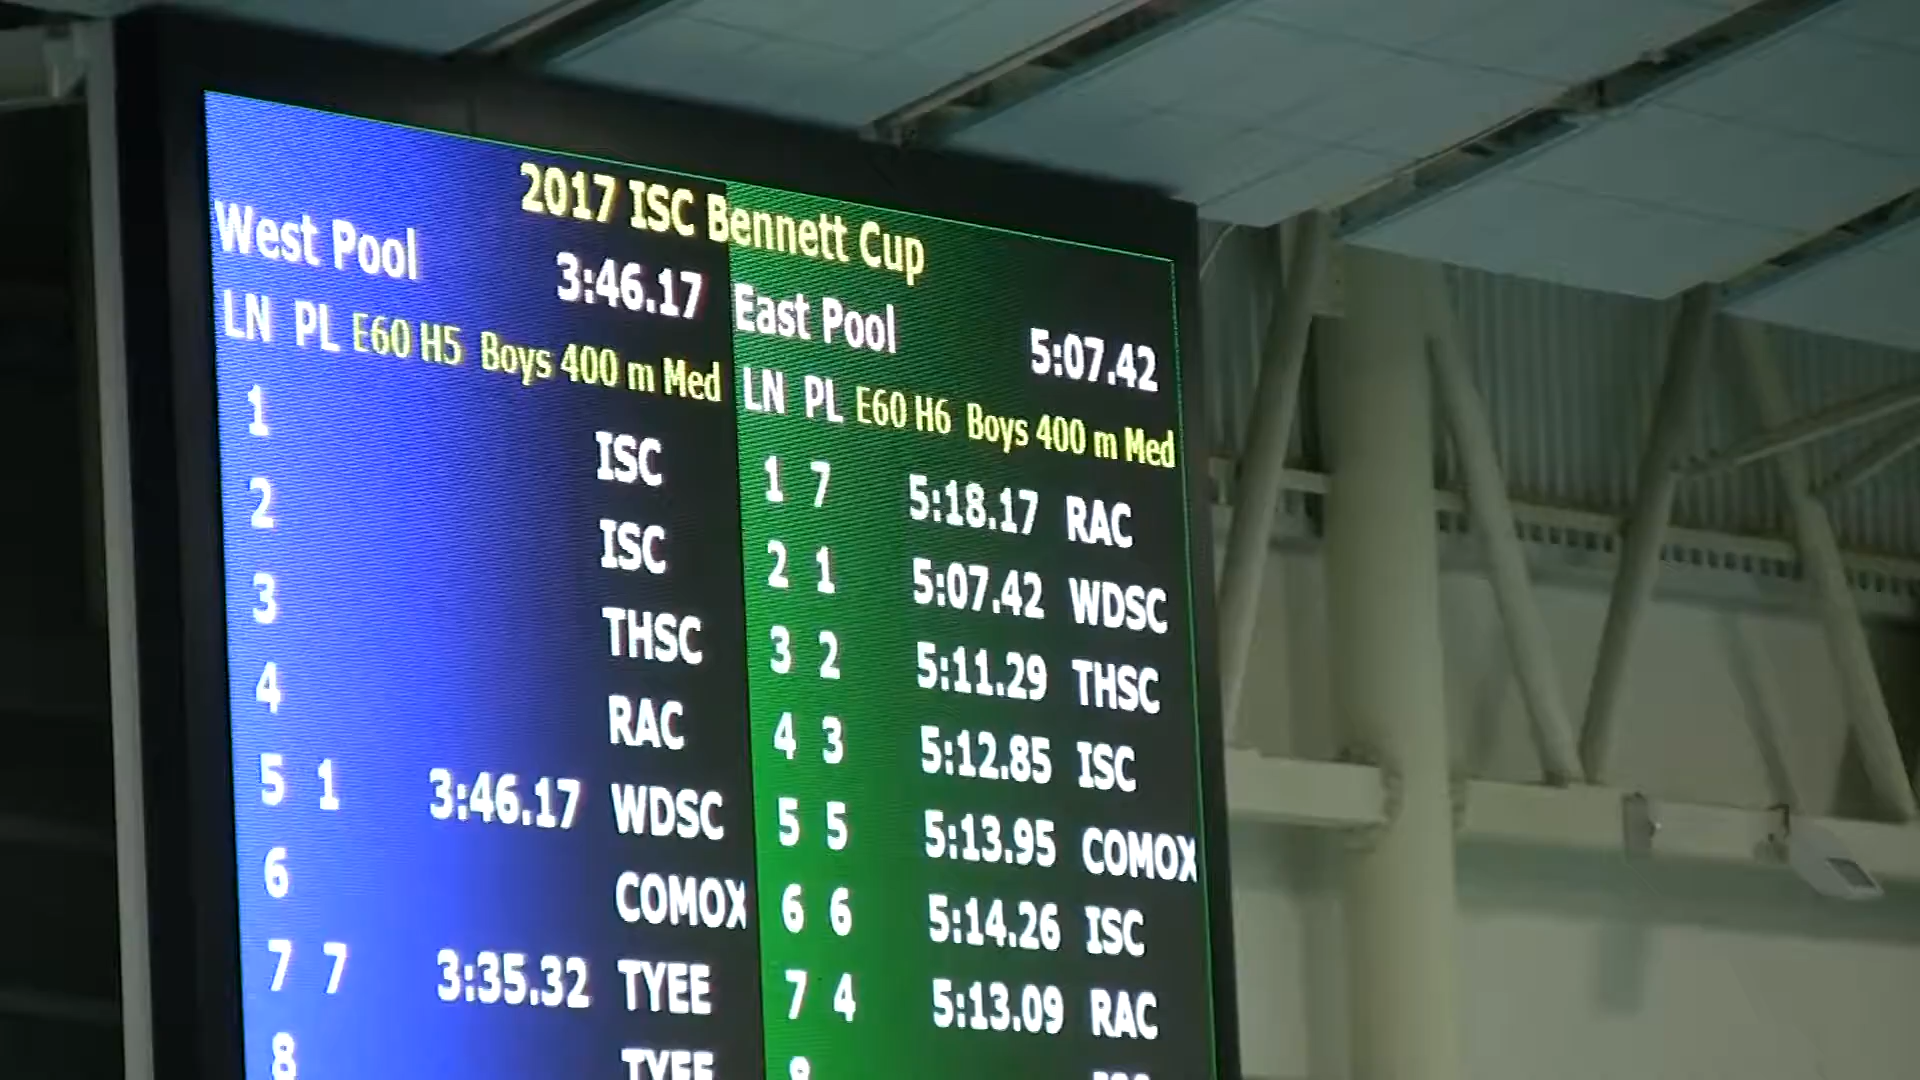 2017 ISC Bennett Cup
West Pool 3:46.17
LN PL E60 H5 Boys 400 m Med
1 ISC
2 ISC
3 THSC
4 RAC
5 1 3:46.17 WDSC
6 COMOX
7 7 3:35.32 TYEE
8 TYEE
East Pool 5:07.42
LN PL E60 H6 Boys 400 m Med
1 7 5:18.17 RAC
2 1 5:07.42 WDSC
3 2 5:11.29 THSC
4 3 5:12.85 ISC
5 5 5:13.95 COMOX
6 6 5:14.26 ISC
7 4 5:13.09 RAC
8